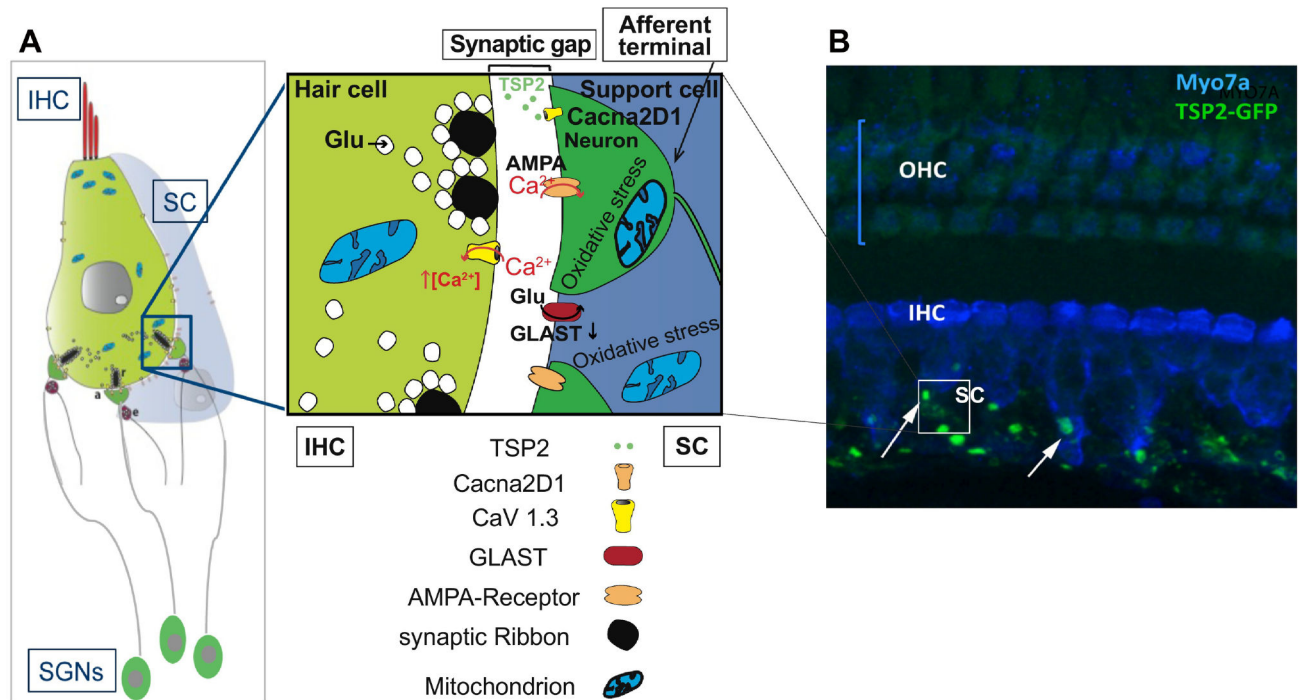 A
IHC
SC
r
a
e
SGNs
Synaptic gap
Afferent
terminal
Hair cell
TSP2
Support cell
Cacna2D1
Neuron
Glu
AMPA
Ca²⁺
Oxidative stress
↑[Ca²⁺]
Ca²⁺
Glu
GLAST ↓
Oxidative stress
IHC
SC
TSP2
Cacna2D1
CaV 1.3
GLAST
AMPA-Receptor
synaptic Ribbon
Mitochondrion
B
Myo7a
MYO7A
TSP2-GFP
OHC
IHC
SC